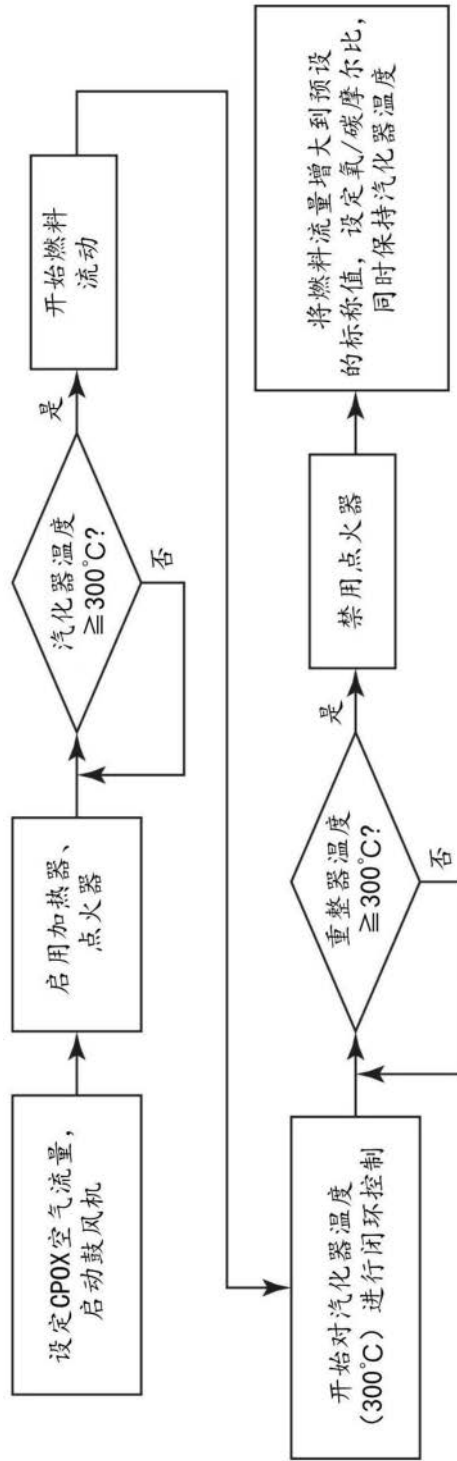 设定CPOX空气流量,
启动鼓风机
启用加热器、
点火器
汽化器温度
≧300°C?
是
否
开始燃料
流动
开始对汽化器温度
(300°C) 进行闭环控制
重整器温度
≧300°C?
是
否
禁用点火器
将燃料流量增大到预设
的标称值, 设定氧/碳摩尔比,
同时保持汽化器温度